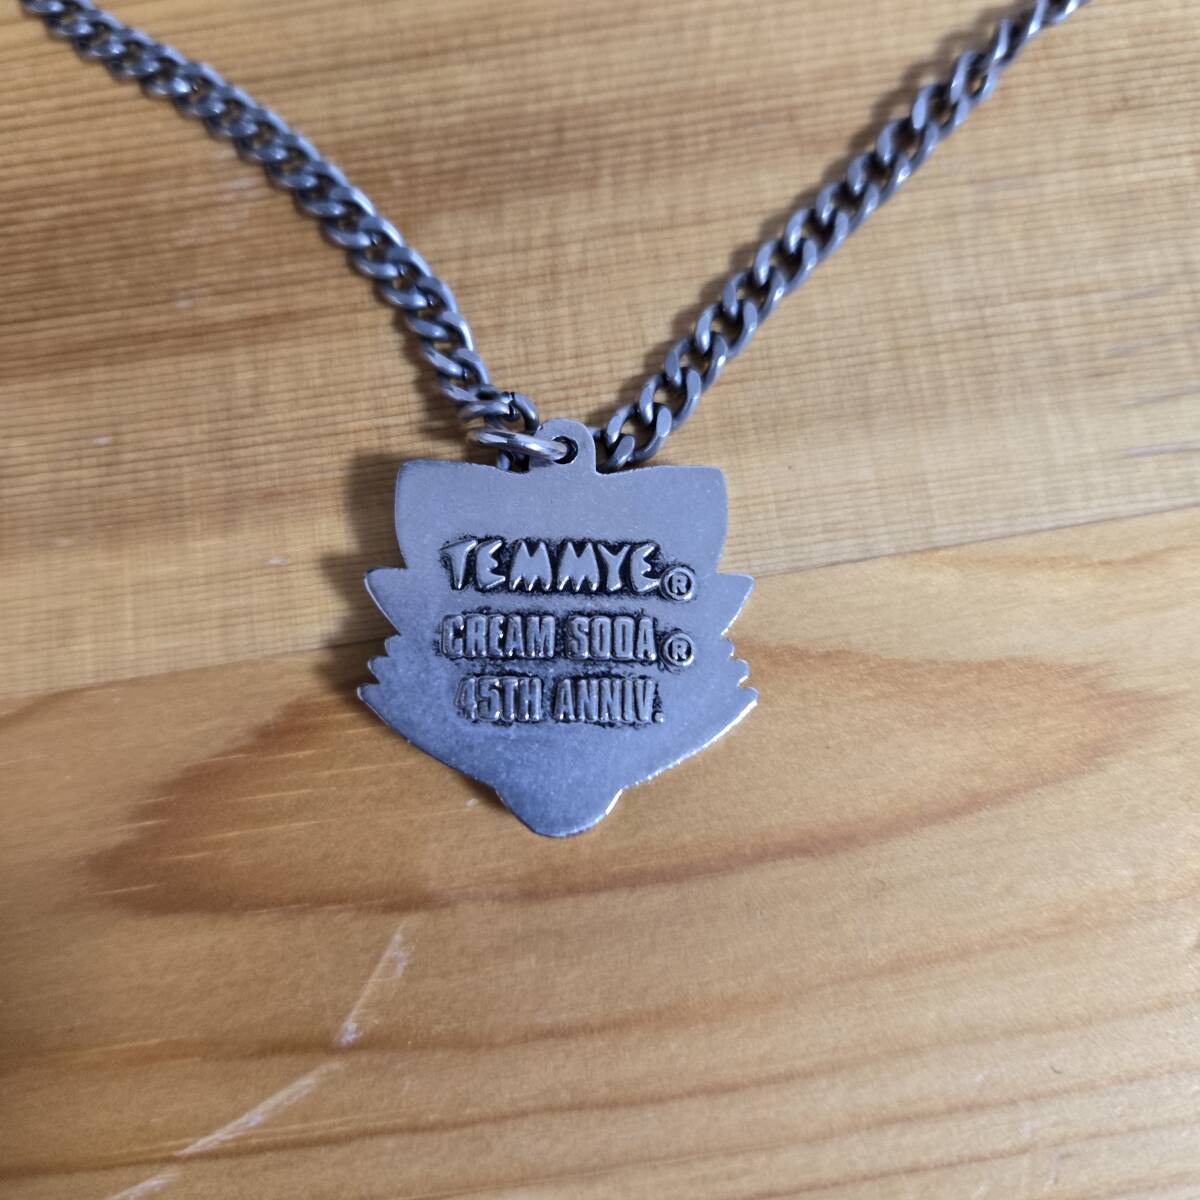 TEMMYE®
CREAM SODA®
45TH ANNIV.